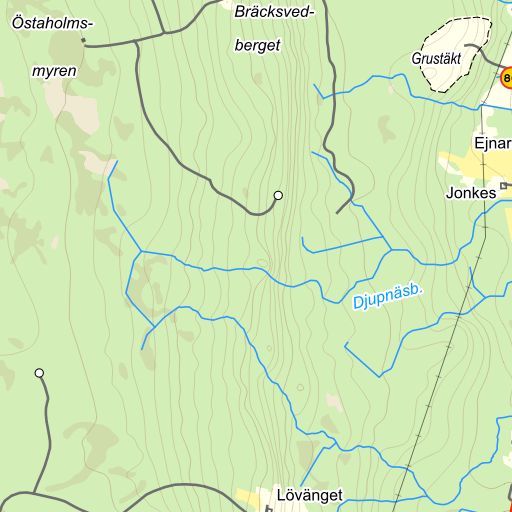 Östaholms-
myren
Bräcksved-
berget
Grustäkt
Ejnar
Jonkes
Djupnäsb.
Lövänget